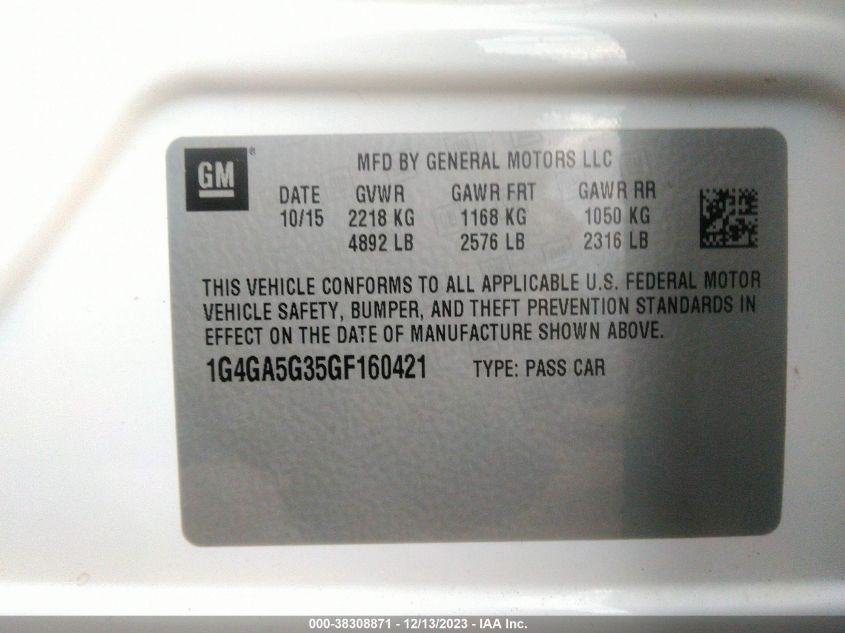 GM®
MFD BY GENERAL MOTORS LLC
DATE GVWR GAWR FRT GAWR RR
10/15 2218 KG 1168 KG 1050 KG
4892 LB 2576 LB 2316 LB
THIS VEHICLE CONFORMS TO ALL APPLICABLE U.S. FEDERAL MOTOR
VEHICLE SAFETY, BUMPER, AND THEFT PREVENTION STANDARDS IN
EFFECT ON THE DATE OF MANUFACTURE SHOWN ABOVE.
1G4GA5G35GF160421 TYPE: PASS CAR
000-38308871 - 12/13/2023 - IAA Inc.